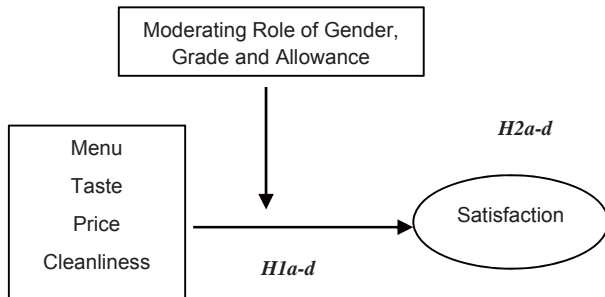 Moderating Role of Gender,
Grade and Allowance
H2a-d
Menu
Taste
Price
Cleanliness
Satisfaction
H1a-d